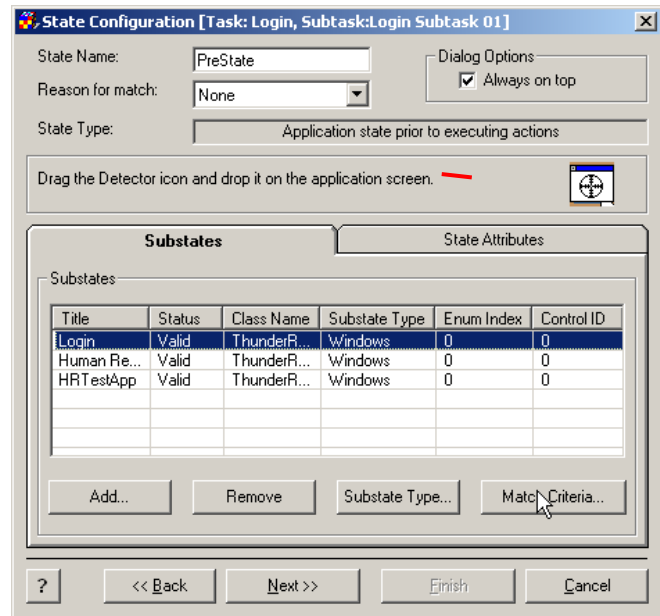 State Configuration [Task: Login, Subtask:Login Subtask 01]
State Name: PreState
Dialog Options
Always on top
Reason for match: None
State Type: Application state prior to executing actions
Drag the Detector icon and drop it on the application screen.
Substates State Attributes
Substates
Title Status Class Name Substate Type Enum Index Control ID
Login Valid ThunderR... Windows 0 0
Human Re... Valid ThunderR... Windows 0 0
HRTestApp Valid ThunderR... Windows 0 0
Add... Remove Substate Type... Match Criteria...
? << Back Next >> Finish Cancel